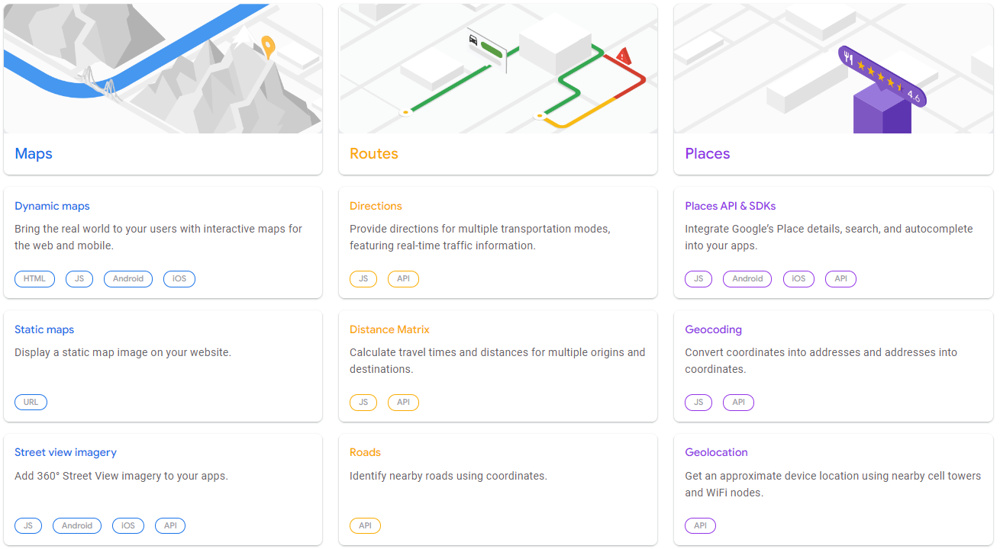 4.6
Maps
Routes
Places
Dynamic maps
Bring the real world to your users with interactive maps for
the web and mobile.
HTML JS Android iOS
Directions
Provide directions for multiple transportation modes,
featuring real-time traffic information.
JS API
Places API & SDKs
Integrate Google's Place details, search, and autocomplete
into your apps.
JS Android iOS API
Static maps
Display a static map image on your website.
URL
Distance Matrix
Calculate travel times and distances for multiple origins and
destinations.
JS API
Geocoding
Convert coordinates into addresses and addresses into
coordinates.
JS API
Street view imagery
Add 360° Street View imagery to your apps.
JS Android iOS API
Roads
Identify nearby roads using coordinates.
API
Geolocation
Get an approximate device location using nearby cell towers
and WiFi nodes.
API